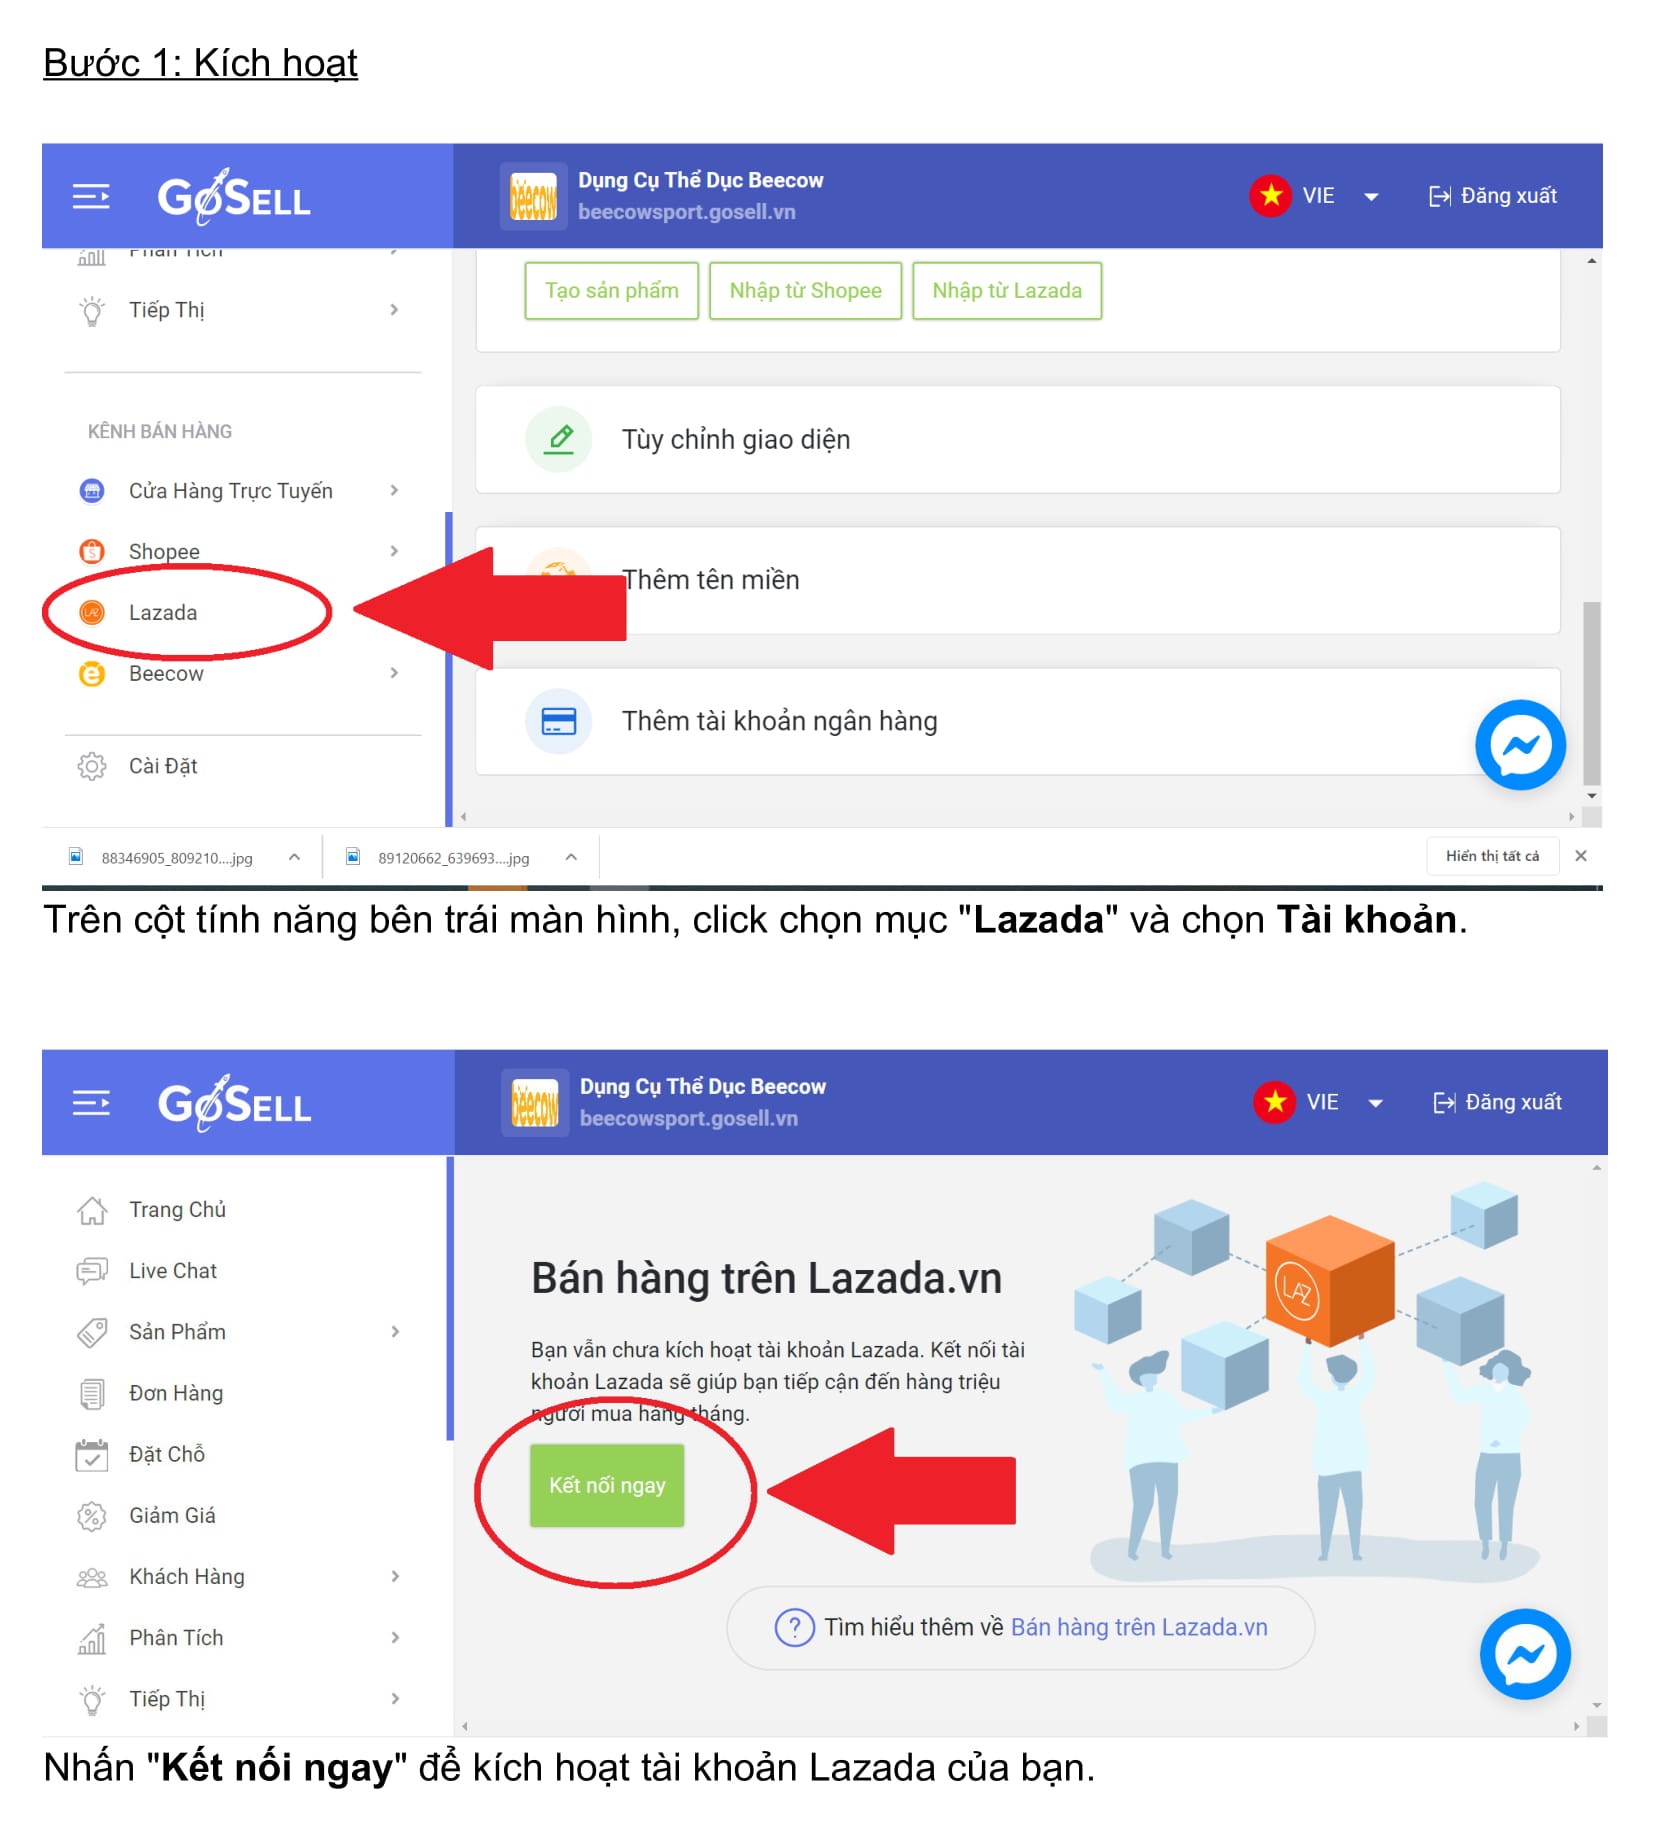 Bước 1: Kích hoạt
GoSELL
Dụng Cụ Thể Dục Beecow
beecowsport.gosell.vn
VIE
Đăng xuất
Phân Tích
Tiếp Thị
KÊNH BÁN HÀNG
Cửa Hàng Trực Tuyến
Shopee
Lazada
Beecow
Cài Đặt
Tạo sản phẩm
Nhập từ Shopee
Nhập từ Lazada
Tùy chỉnh giao diện
Thêm tên miền
Thêm tài khoản ngân hàng
88346905_809210....jpg
89120662_639693....jpg
Hiển thị tất cả
Trên cột tính năng bên trái màn hình, click chọn mục "Lazada" và chọn Tài khoản.
GoSELL
Dụng Cụ Thể Dục Beecow
beecowsport.gosell.vn
VIE
Đăng xuất
Trang Chủ
Live Chat
Sản Phẩm
Đơn Hàng
Đặt Chỗ
Giảm Giá
Khách Hàng
Phân Tích
Tiếp Thị
Bán hàng trên Lazada.vn
Bạn vẫn chưa kích hoạt tài khoản Lazada. Kết nối tài
khoản Lazada sẽ giúp bạn tiếp cận đến hàng triệu
người mua hàng tháng.
Kết nối ngay
LAZ
Tìm hiểu thêm về Bán hàng trên Lazada.vn
Nhấn "Kết nối ngay" để kích hoạt tài khoản Lazada của bạn.